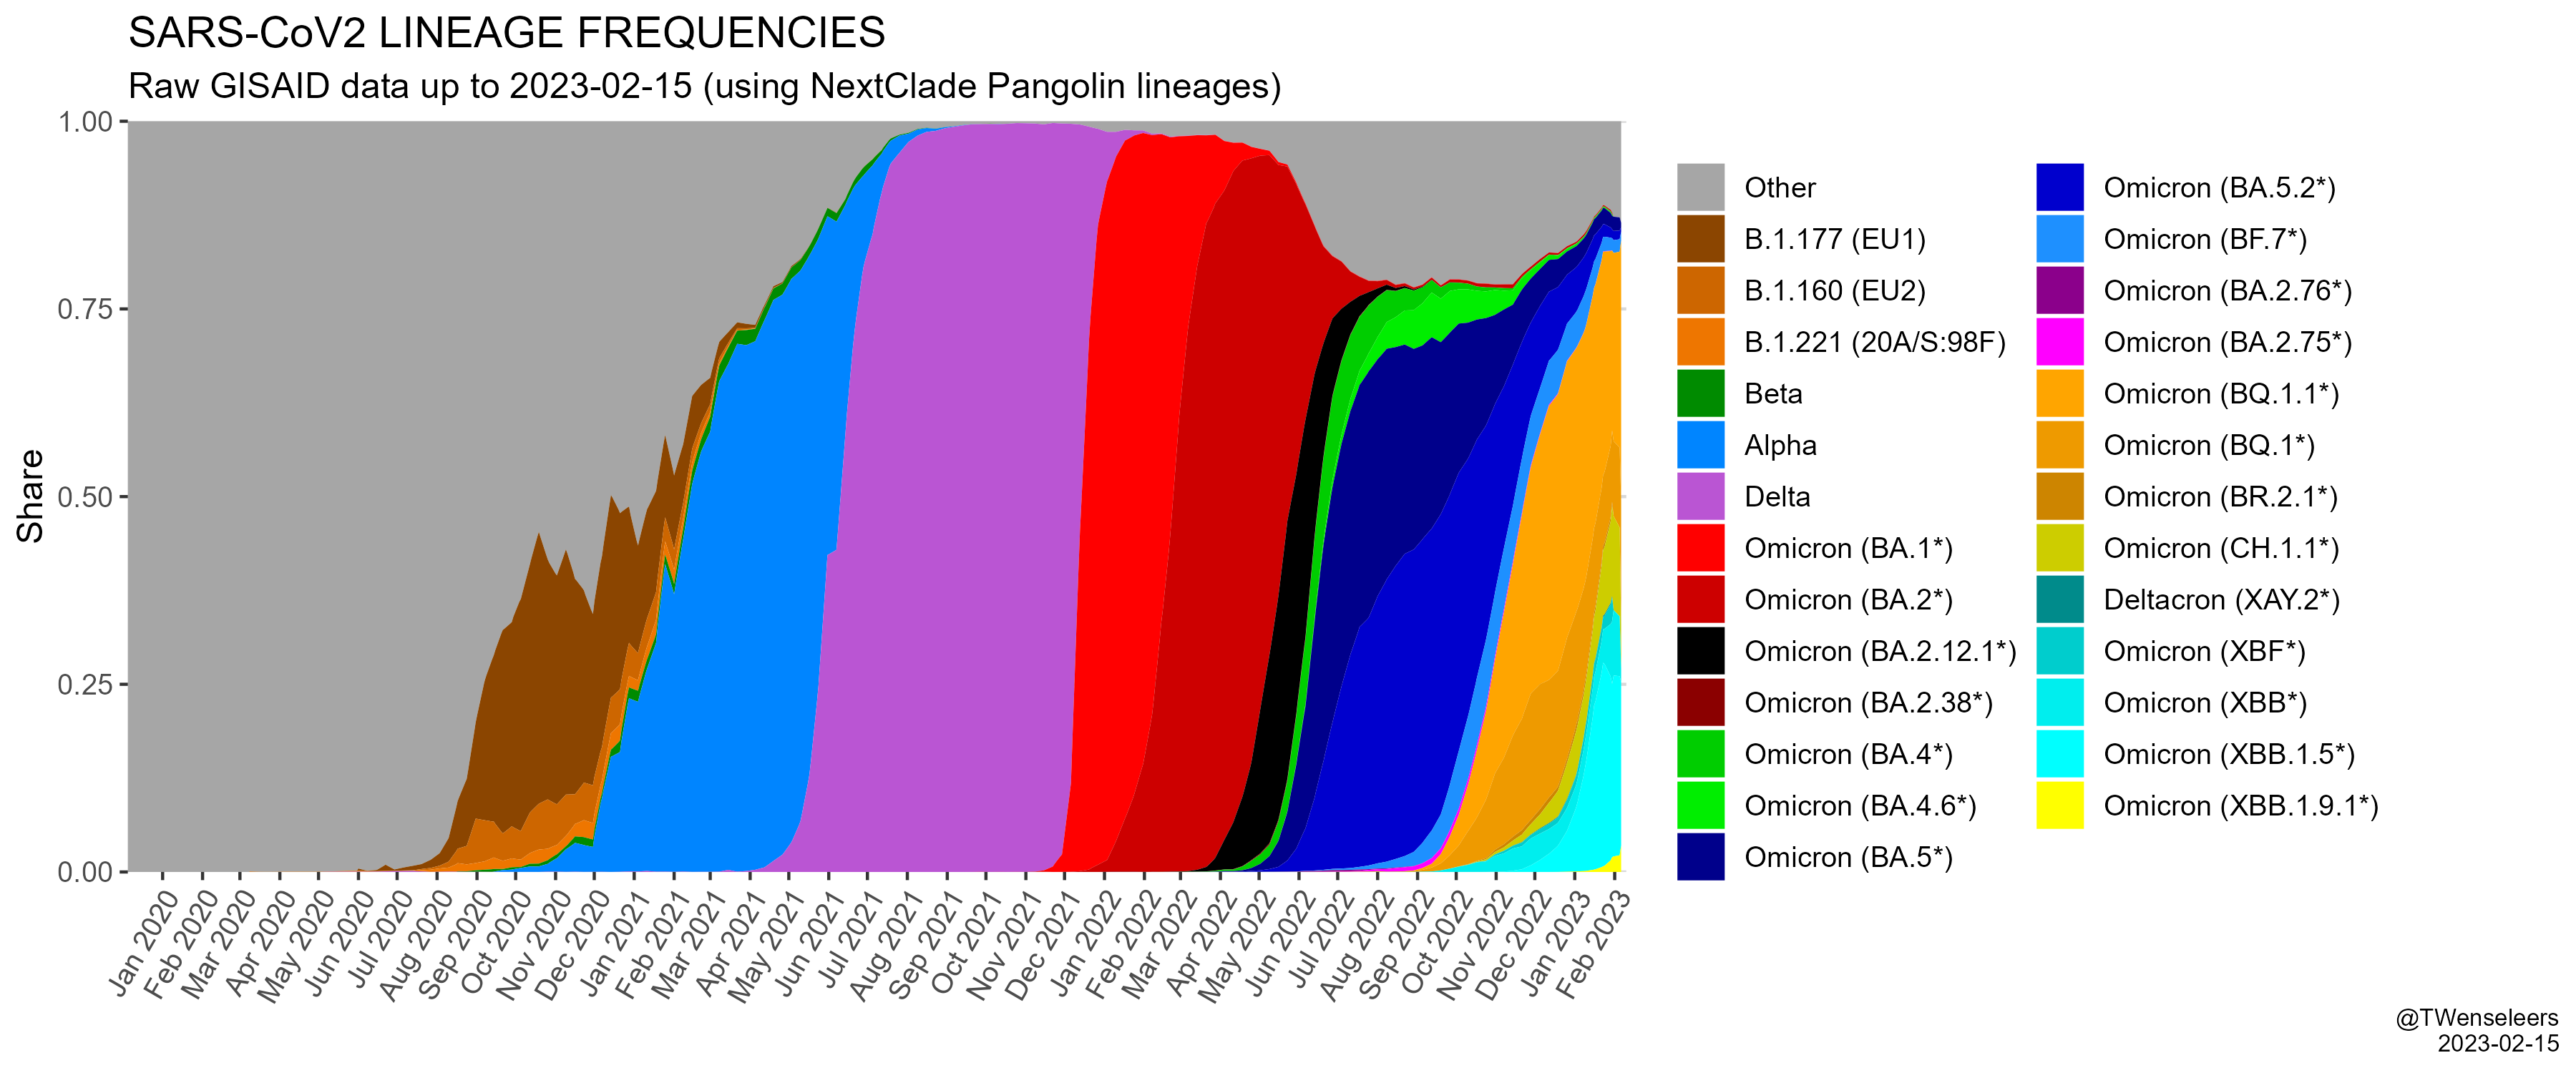 SARS-CoV2 LINEAGE FREQUENCIES
Raw GISAID data up to 2023-02-15 (using NextClade Pangolin lineages)
Share
1.00
0.75
0.50
0.25
0.00
Jan 2020
Feb 2020
Mar 2020
Apr 2020
May 2020
Jun 2020
Jul 2020
Aug 2020
Sep 2020
Oct 2020
Nov 2020
Dec 2020
Jan 2021
Feb 2021
Mar 2021
Apr 2021
May 2021
Jun 2021
Jul 2021
Aug 2021
Sep 2021
Oct 2021
Nov 2021
Dec 2021
Jan 2022
Feb 2022
Mar 2022
Apr 2022
May 2022
Jun 2022
Jul 2022
Aug 2022
Sep 2022
Oct 2022
Nov 2022
Dec 2022
Jan 2023
Feb 2023
Other
B.1.177 (EU1)
B.1.160 (EU2)
B.1.221 (20A/S:98F)
Beta
Alpha
Delta
Omicron (BA.1*)
Omicron (BA.2*)
Omicron (BA.2.12.1*)
Omicron (BA.2.38*)
Omicron (BA.4*)
Omicron (BA.4.6*)
Omicron (BA.5*)
Omicron (BA.5.2*)
Omicron (BF.7*)
Omicron (BA.2.76*)
Omicron (BA.2.75*)
Omicron (BQ.1.1*)
Omicron (BQ.1*)
Omicron (BR.2.1*)
Omicron (CH.1.1*)
Deltacron (XAY.2*)
Omicron (XBF*)
Omicron (XBB*)
Omicron (XBB.1.5*)
Omicron (XBB.1.9.1*)
@TWenseleers
2023-02-15